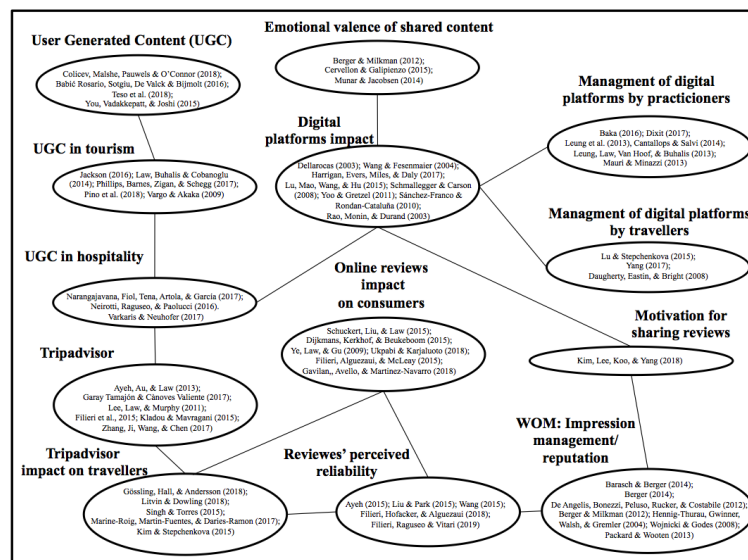 User Generated Content (UGC)
Colicev, Malshe, Pauwels & O'Connor (2018);
Babić Rosario, Sotgiu, De Valck & Bijmolt (2016);
Teso et al. (2018);
You, Vadakkepatt, & Joshi (2015)
Emotional valence of shared content
Berger & Milkman (2012);
Cervellon & Galipienzo (2015);
Munar & Jacobsen (2014)
Managment of digital
platforms by practicioners
Baka (2016); Dixit (2017);
Leung et al. (2013), Cantallops & Salvi (2014);
Leung, Law, Van Hoof, & Buhalis (2013);
Mauri & Minazzi (2013)
Digital
platforms impact
Dellarocas (2003); Wang & Fesenmaier (2004);
Harrigan, Evers, Miles, & Daly (2017);
Lu, Mao, Wang, & Hu (2015); Schmallegger & Carson
(2008); Yoo & Gretzel (2011); Sánchez-Franco &
Rondan-Cataluña (2010);
Rao, Monin, & Durand (2003)
UGC in tourism
Jackson (2016); Law, Buhalis & Cobanoglu
(2014); Phillips, Barnes, Zigan, & Schegg (2017);
Pino et al. (2018); Vargo & Akaka (2009)
Managment of digital platforms
by travellers
Lu & Stepchenkova (2015);
Yang (2017);
Daugherty, Eastin, & Bright (2008)
UGC in hospitality
Narangajavana, Fiol, Tena, Artola, & García (2017);
Neirotti, Raguseo, & Paolucci (2016).
Varkaris & Neuhofer (2017)
Online reviews
impact
on consumers
Schuckert, Liu, & Law (2015);
Dijkmans, Kerkhof, & Beukeboom (2015);
Ye, Law, & Gu (2009); Ukpabi & Karjaluoto (2018);
Filieri, Alguezaui, & McLeay (2015);
Gavilan,, Avello, & Martinez-Navarro (2018)
Motivation for
sharing reviews
Kim, Lee, Koo, & Yang (2018)
Tripadvisor
Ayeh, Au, & Law (2013);
Garay Tamajón & Cànoves Valiente (2017);
Lee, Law, & Murphy (2011);
Filieri et al., 2015; Kladou & Mavragani (2015);
Zhang, Ji, Wang, & Chen (2017)
Tripadvisor
impact on travellers
Gössling, Hall, & Andersson (2018);
Litvin & Dowling (2018);
Singh & Torres (2015);
Marine-Roig, Martin-Fuentes, & Daries-Ramon (2017);
Kim & Stepchenkova (2015)
Reviewes' perceived
reliability
Ayeh (2015); Liu & Park (2015); Wang (2015);
Filieri, Hofacker, & Alguezaui (2018);
Filieri, Raguseo & Vitari (2019)
WOM: Impression
management/
reputation
Barasch & Berger (2014);
Berger (2014);
De Angelis, Bonezzi, Peluso, Rucker, & Costabile (2012);
Berger & Milkman (2012); Hennig-Thurau, Gwinner,
Walsh, & Gremler (2004); Wojnicki & Godes (2008);
Packard & Wooten (2013)